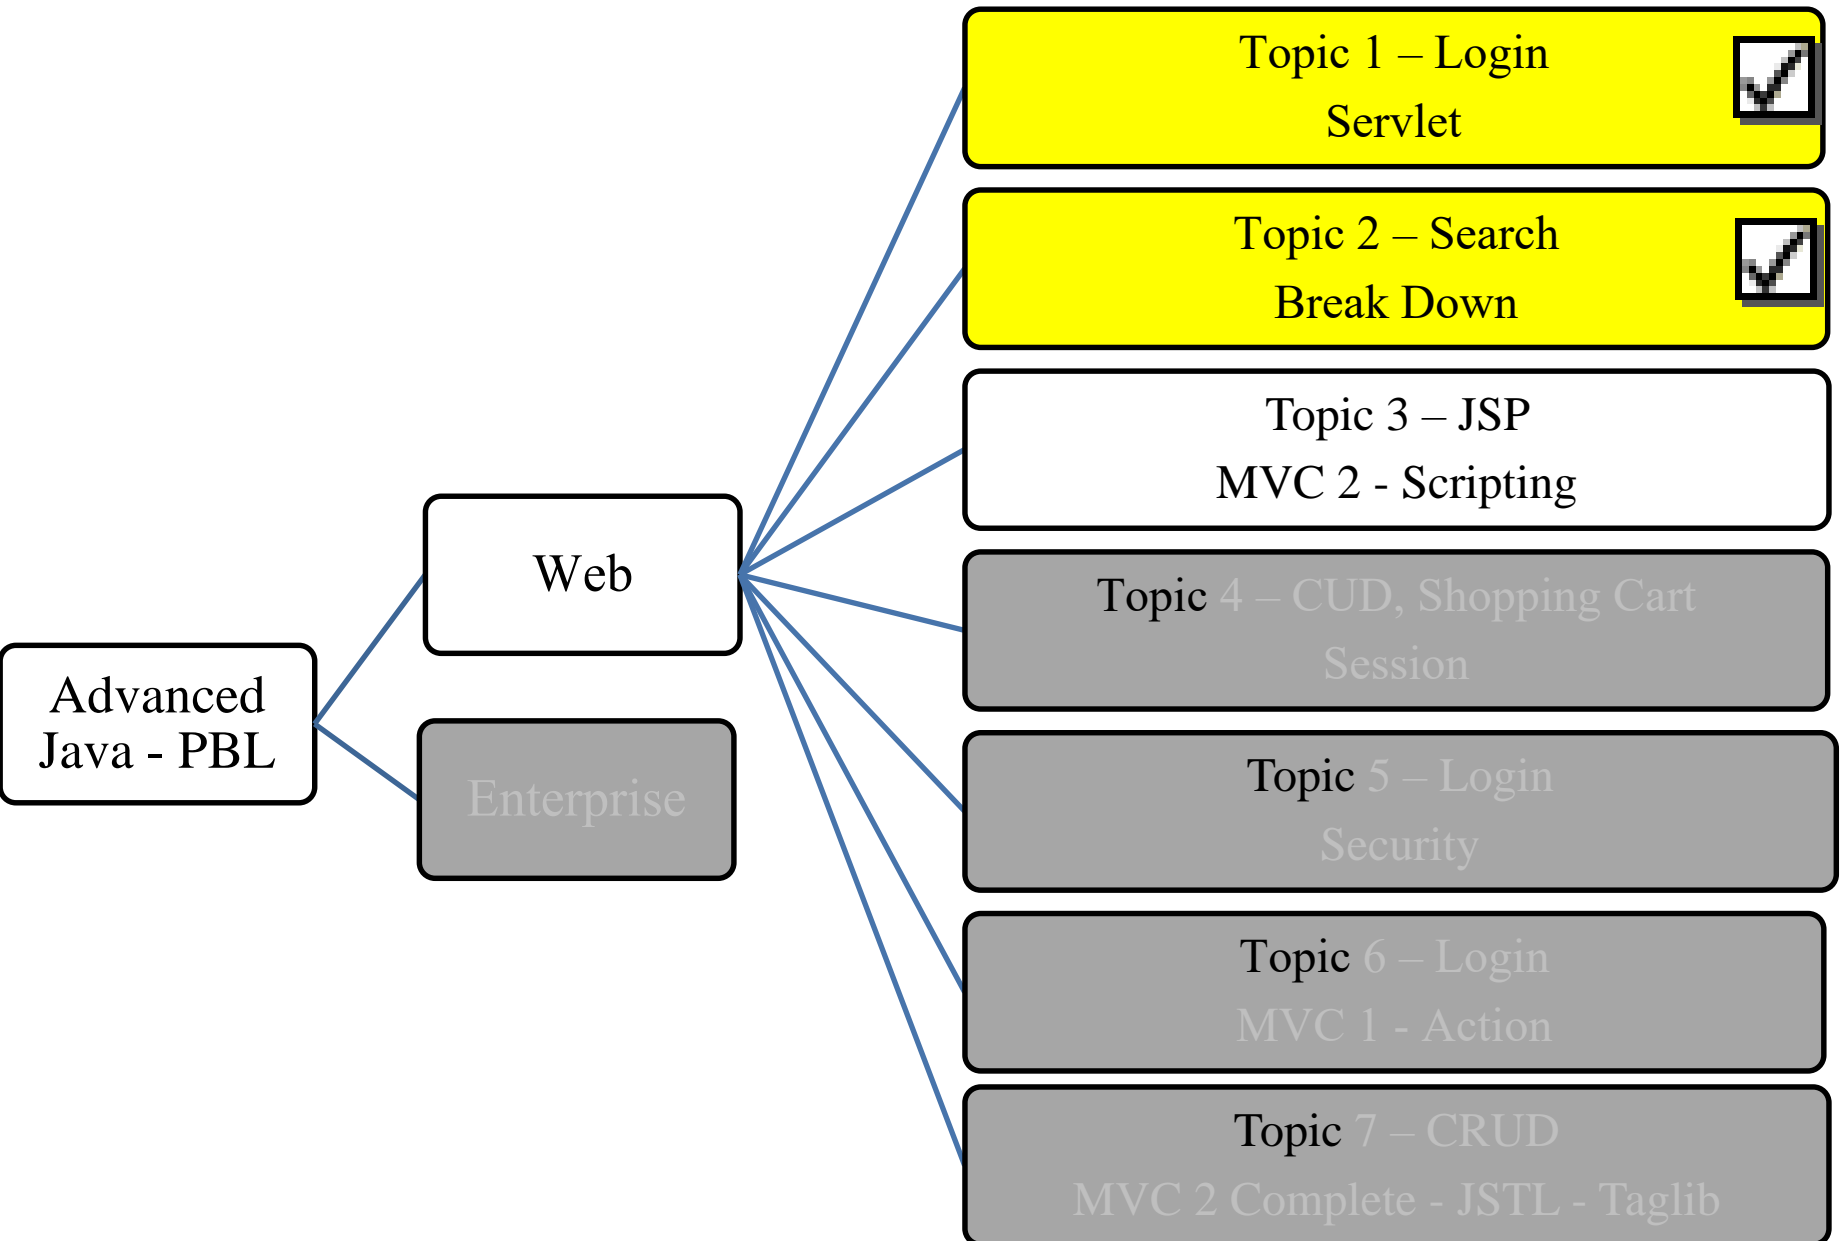 Advanced
Java - PBL
Web
Enterprise
Topic 1 – Login
Servlet
Topic 2 – Search
Break Down
Topic 3 – JSP
MVC 2 - Scripting
Topic 4 – CUD, Shopping Cart
Session
Topic 5 – Login
Security
Topic 6 – Login
MVC 1 - Action
Topic 7 – CRUD
MVC 2 Complete - JSTL - Taglib